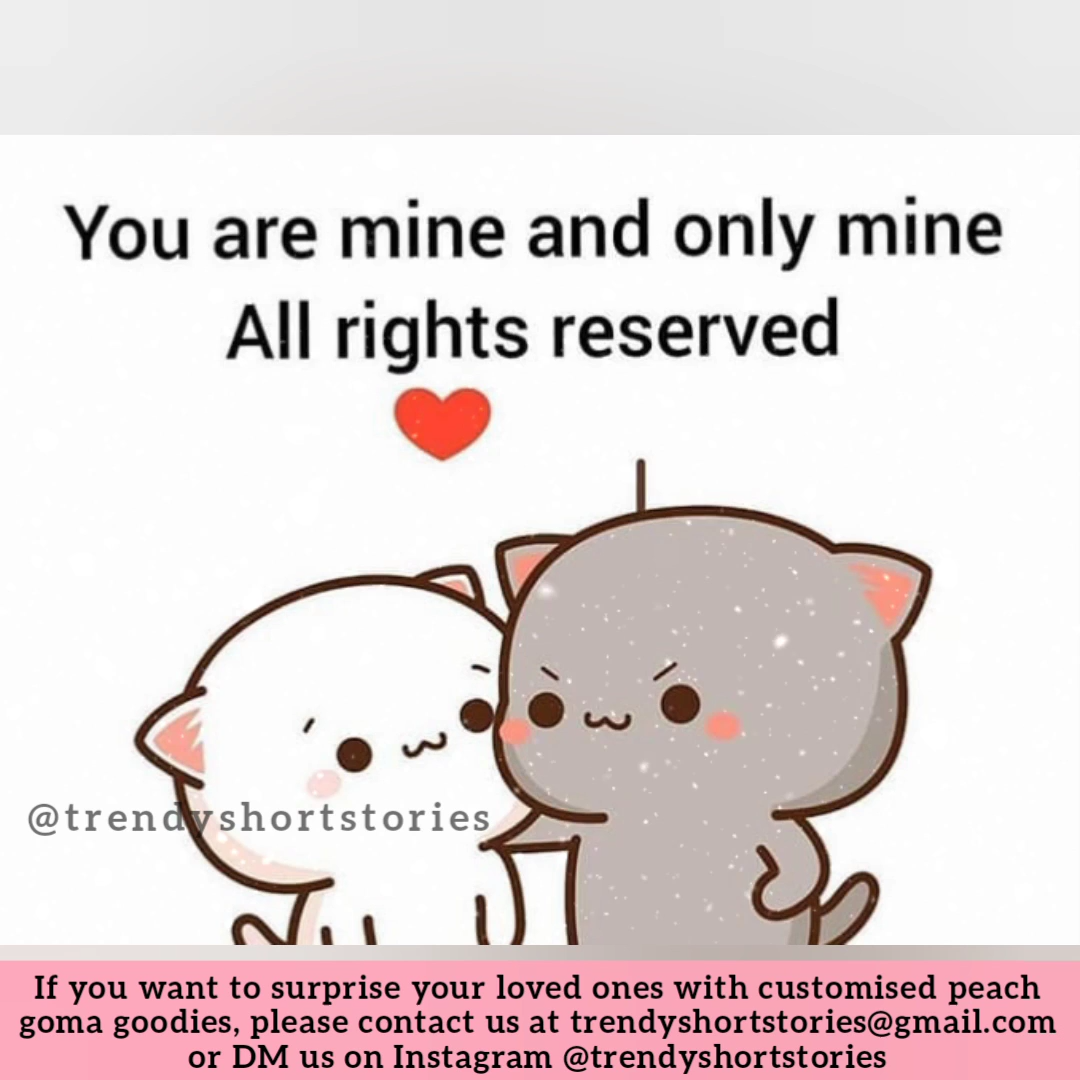 You are mine and only mine
All rights reserved
@trendyshortstories
If you want to surprise your loved ones with customised peach
goma goodies, please contact us at trendyshortstories@gmail.com
or DM us on Instagram @trendyshortstories